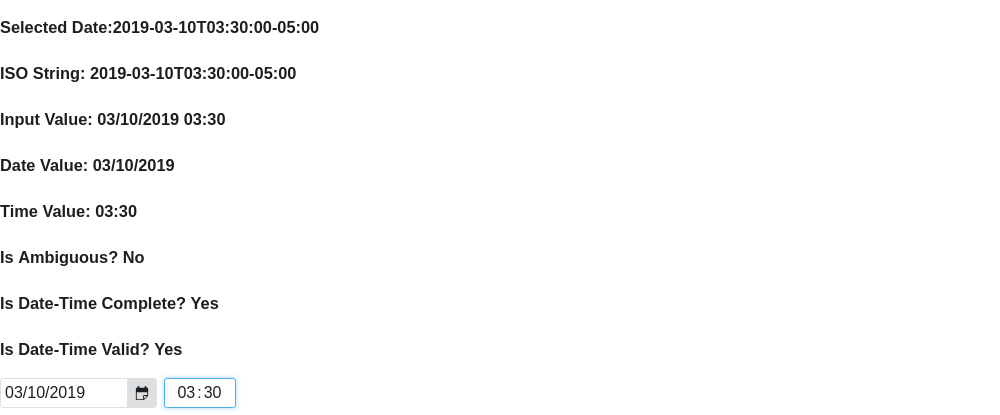 Selected Date:2019-03-10T03:30:00-05:00
ISO String: 2019-03-10T03:30:00-05:00
Input Value: 03/10/2019 03:30
Date Value: 03/10/2019
Time Value: 03:30
Is Ambiguous? No
Is Date-Time Complete? Yes
Is Date-Time Valid? Yes
03/10/2019 03:30